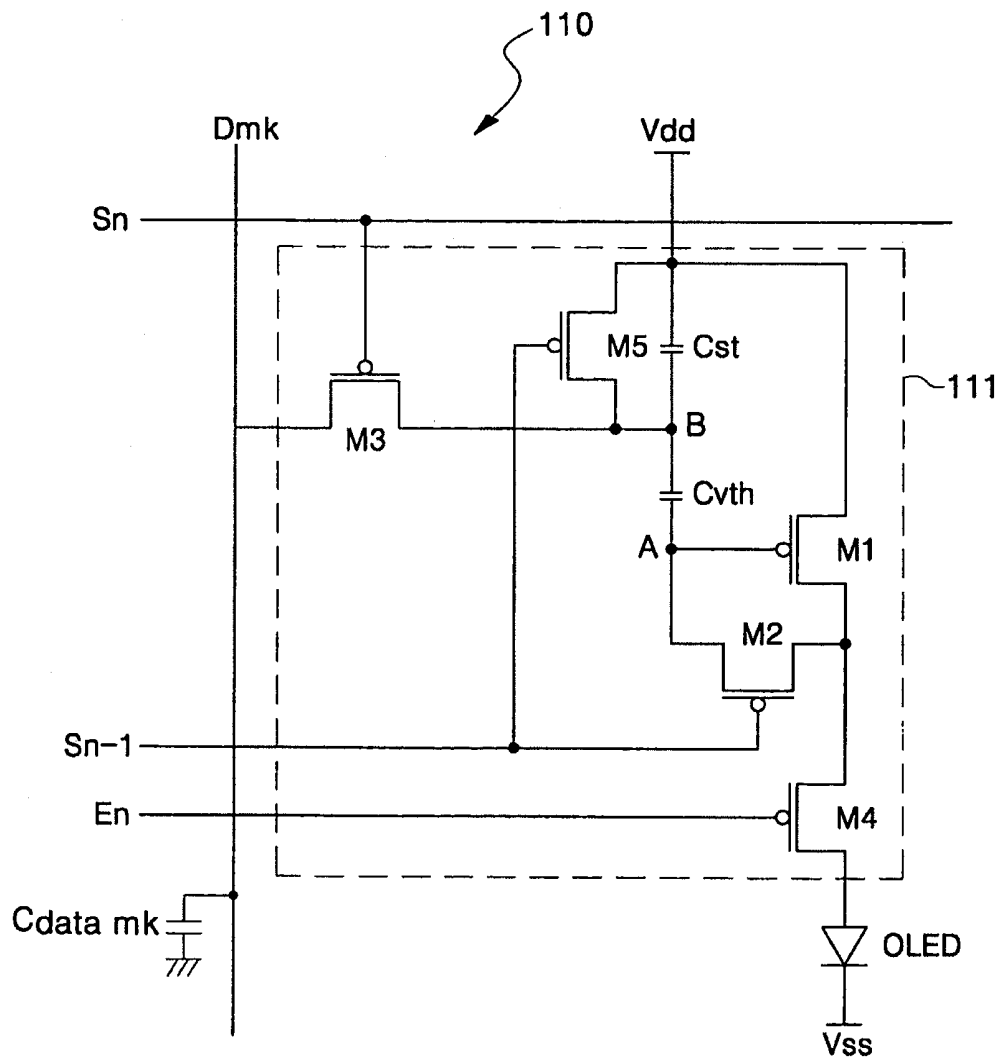 110
Dmk
Vdd
Sn
M5
Cst
111
M3
B
Cvth
A
M1
M2
Sn-1
En
M4
Cdata mk
OLED
Vss